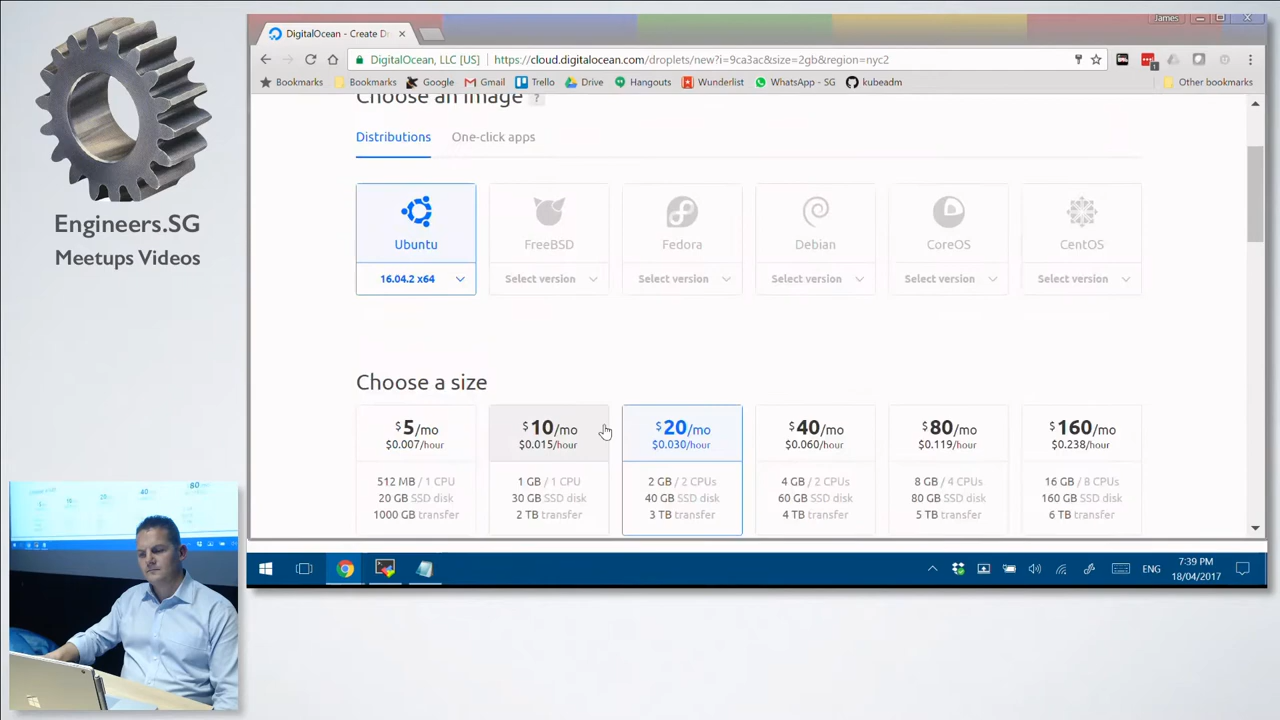 James
DigitalOcean - Create D
DigitalOcean, LLC [US]
https://cloud.digitalocean.com/droplets/new?i=9ca3ac&size=2gb&region=nyc2
Bookmarks
Bookmarks
Google
Gmail
Trello
Drive
Hangouts
Wunderlist
WhatsApp - SG
kubeadm
Other bookmarks
Engineers.SG
Meetups Videos
Choose an image ?
Distributions
One-click apps
Ubuntu
FreeBSD
Fedora
Debian
CoreOS
CentOS
16.04.2 x64
Select version
Select version
Select version
Select version
Select version
Choose a size
$5/mo
$0.007/hour
512 MB / 1 CPU
20 GB SSD disk
1000 GB transfer
$10/mo
$0.015/hour
1 GB / 1 CPU
30 GB SSD disk
2 TB transfer
$20/mo
$0.030/hour
2 GB / 2 CPUs
40 GB SSD disk
3 TB transfer
$40/mo
$0.060/hour
4 GB / 2 CPUs
60 GB SSD disk
4 TB transfer
$80/mo
$0.119/hour
8 GB / 4 CPUs
80 GB SSD disk
5 TB transfer
$160/mo
$0.238/hour
16 GB / 8 CPUs
160 GB SSD disk
6 TB transfer
ENG
7:39 PM
18/04/2017